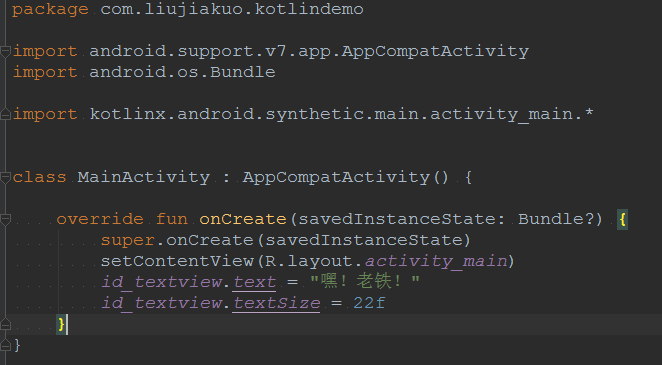 package com.liujiakuo.kotlindemo
import android.support.v7.app.AppCompatActivity
import android.os.Bundle
import kotlinx.android.synthetic.main.activity_main.*
class MainActivity : AppCompatActivity() {
override fun onCreate(savedInstanceState: Bundle?) {
super.onCreate(savedInstanceState)
setContentView(R.layout.activity_main)
id_textview.text = "嘿！老铁！"
id_textview.textSize = 22f
}
}